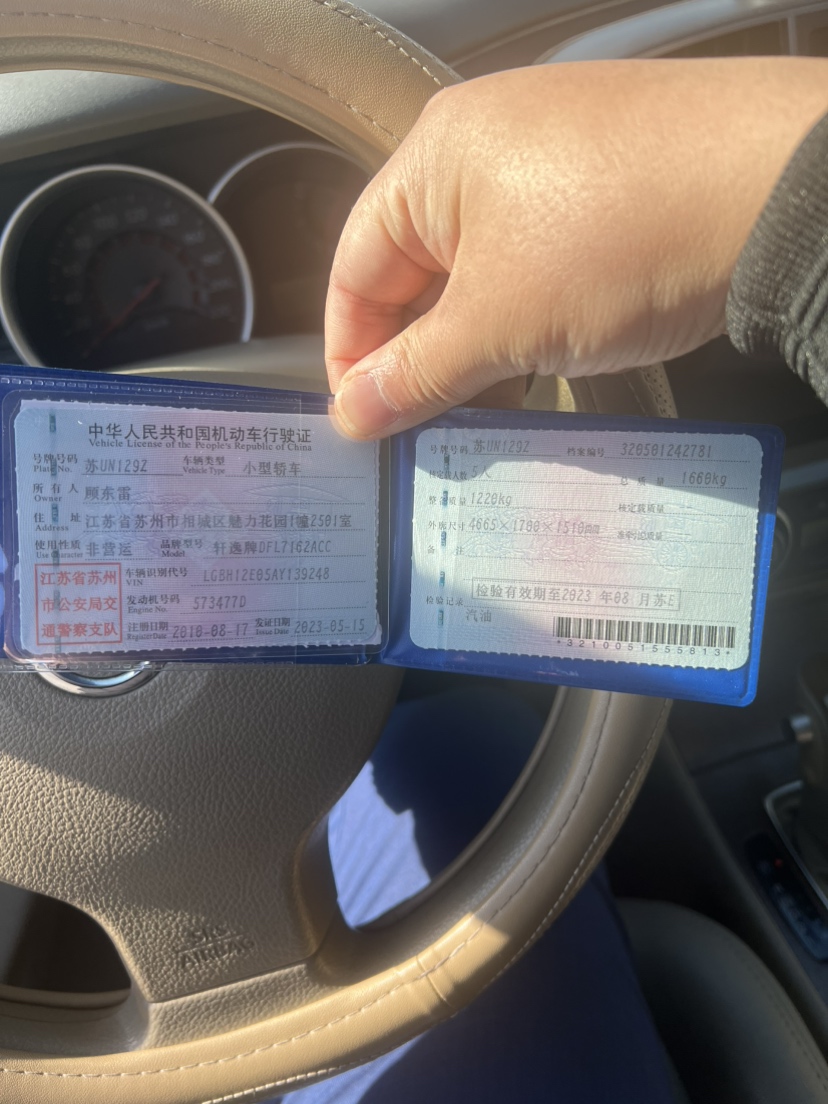 中华人民共和国机动车行驶证
Vehicle License of the People's Republic of China
号牌号码 苏UN129Z 车辆类型 小型轿车
Plate No. Vehicle Type
所有人 顾东雷
Owner
住址 江苏省苏州市相城区魅力花园1幢2501室
Address
使用性质 非营运 品牌型号 轩逸牌DFL7162ACC
Use Character Model
江苏省苏州
市公安局交
通警察支队
车辆识别代号 LGBH12E05AY139248
VIN
发动机号码 573477D
Engine No.
注册日期 2010-08-17 发证日期 2023-05-15
Register Date Issue Date
号牌号码 苏UN129Z 档案编号 320501242781
核定载人数 5人 总质量 1660kg
整备质量 1220kg 核定载质量
外廓尺寸 4665×1700×1510mm 准牵引总质量
备注
检验有效期至2023年08月苏E
检验记录
汽油
*3210051555813*
SRS
AIRBAG